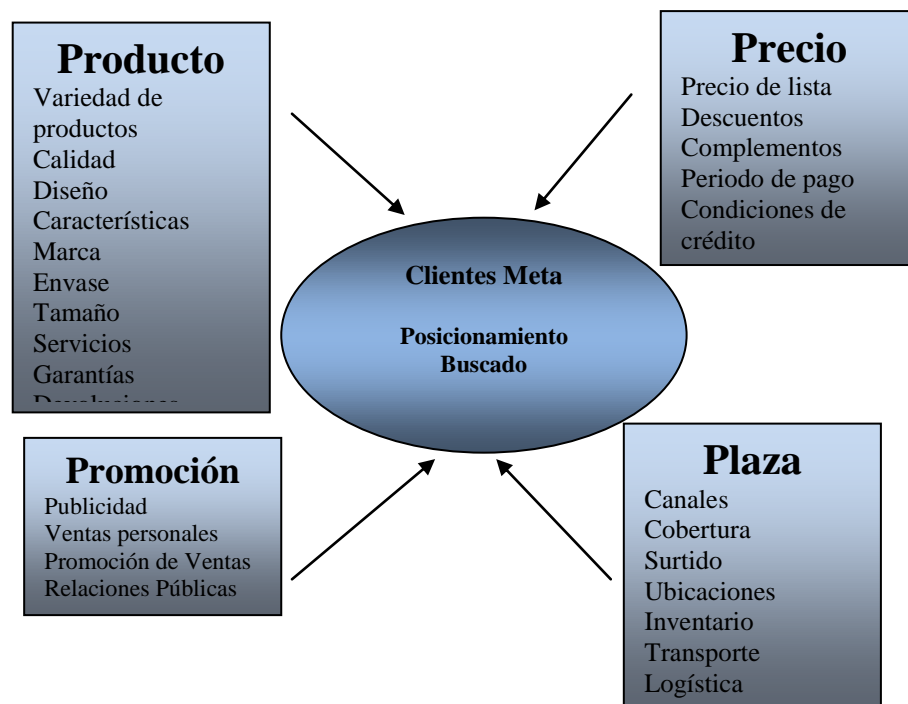 Producto
Variedad de
productos
Calidad
Diseño
Características
Marca
Envase
Tamaño
Servicios
Garantías
Devoluciones
Precio
Precio de lista
Descuentos
Complementos
Periodo de pago
Condiciones de
crédito
Clientes Meta
Posicionamiento
Buscado
Promoción
Publicidad
Ventas personales
Promoción de Ventas
Relaciones Públicas
Plaza
Canales
Cobertura
Surtido
Ubicaciones
Inventario
Transporte
Logística